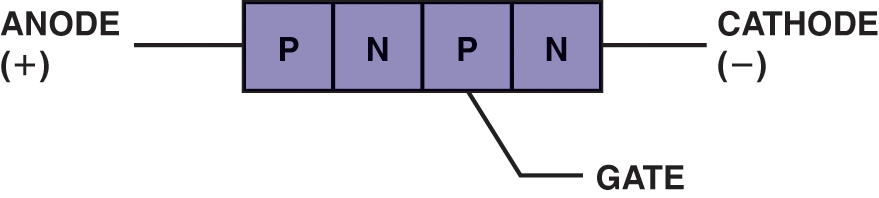 ANODE
(+)
P N P N
CATHODE
(−)
GATE